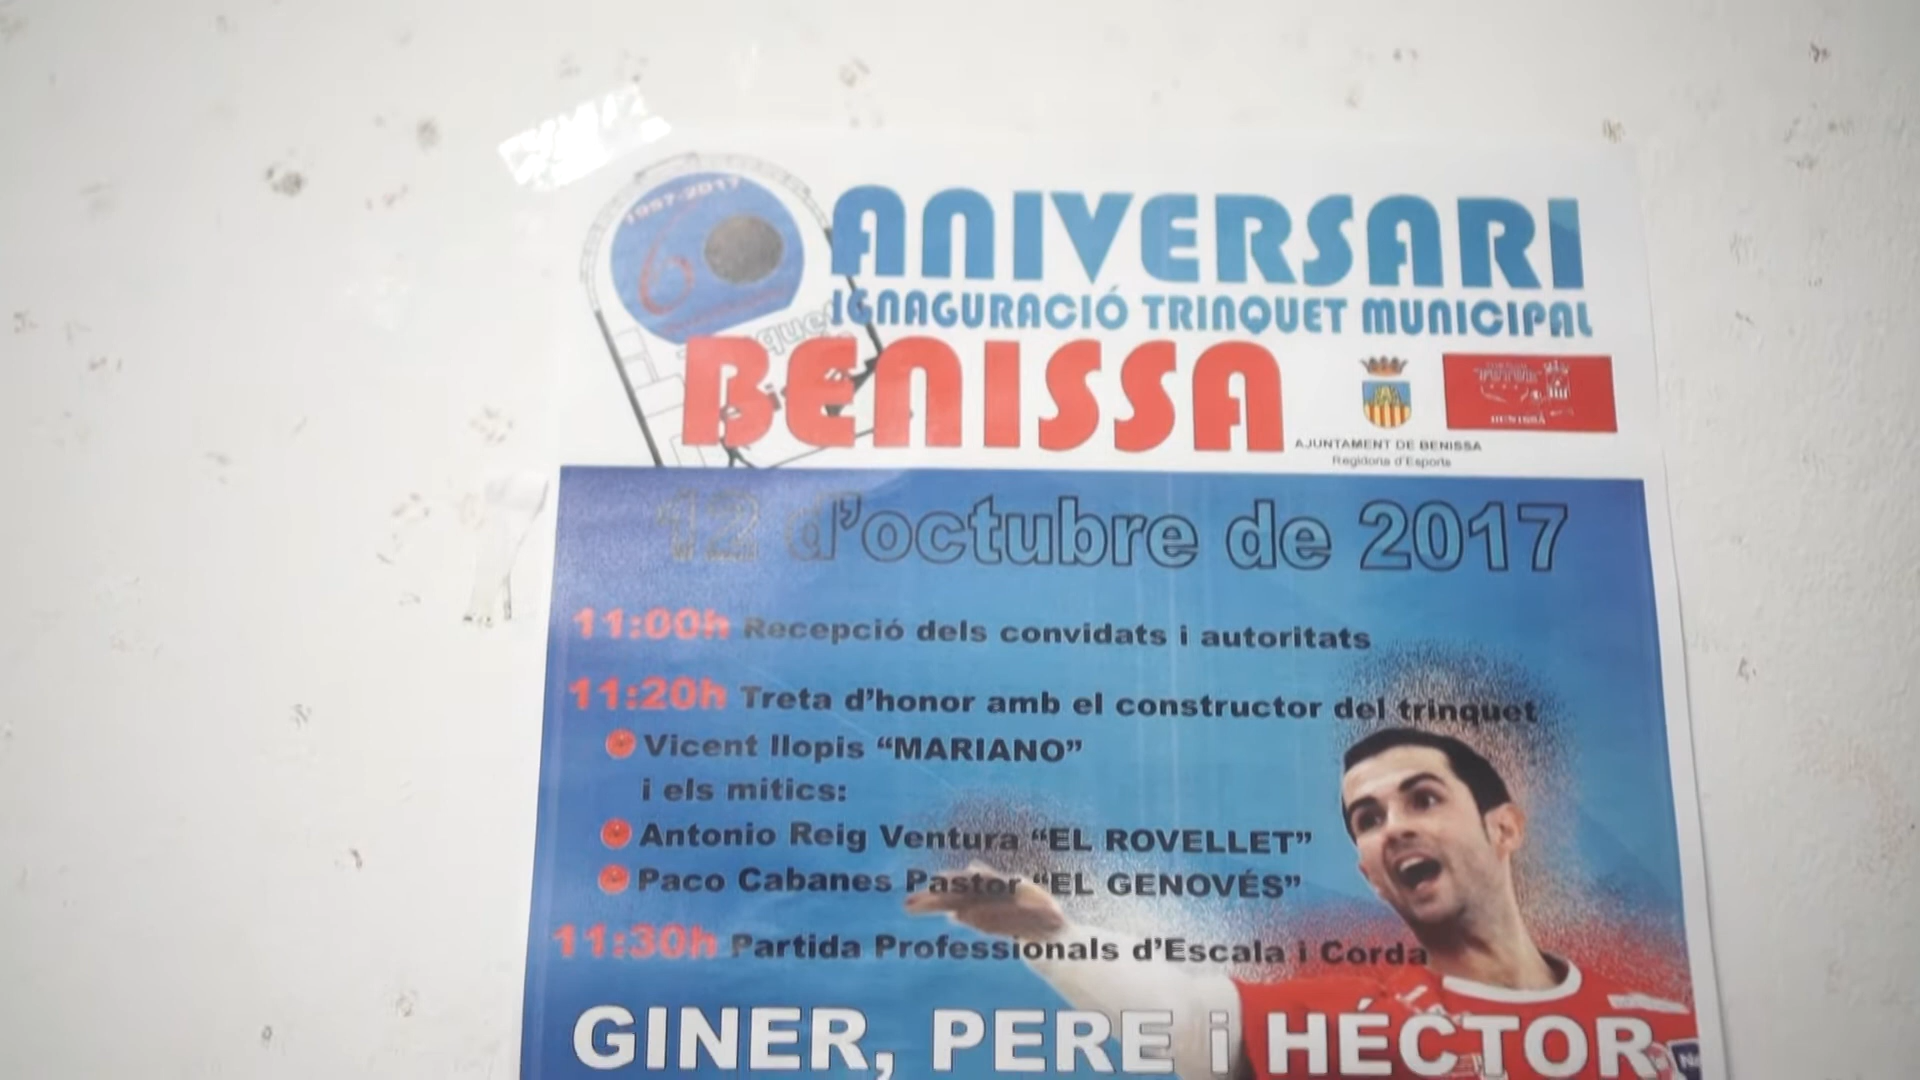 1957-2017
60
ANIVERSARI
IGNAGURACIÓ TRINQUET MUNICIPAL
BENISSA
BENISSA
AJUNTAMENT DE BENISSA
Regidoria d'Esports
12 d'octubre de 2017
11:00h Recepció dels convidats i autoritats
11:20h Treta d'honor amb el constructor del trinquet
Vicent llopis "MARIANO"
i els mitics:
Antonio Reig Ventura "EL ROVELLET"
Paco Cabanes Pastor "EL GENOVÉS"
11:30h Partida Professionals d'Escala i Corda
GINER, PERE i HÉCTOR